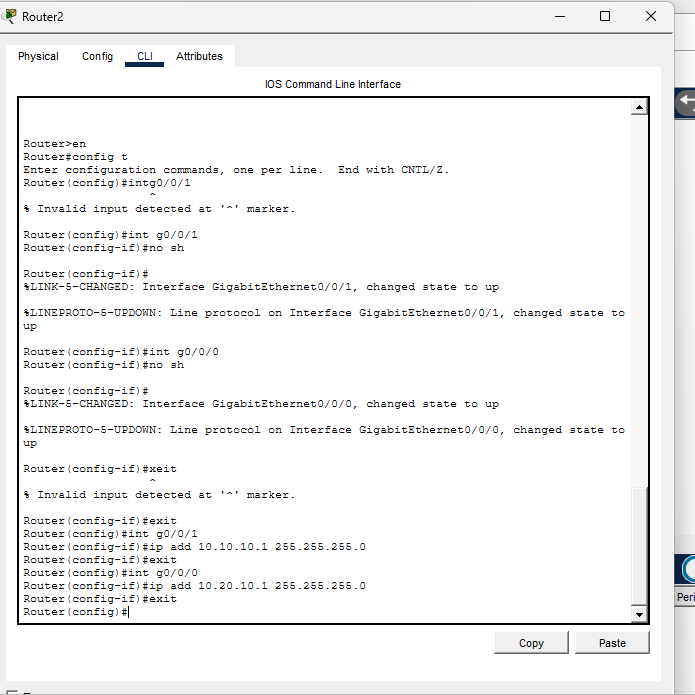 Router2
Physical
Config
CLI
Attributes
IOS Command Line Interface
Router>en
Router#config t
Enter configuration commands, one per line.  End with CNTL/Z.
Router(config)#intg0/0/1
^
% Invalid input detected at '^' marker.
Router(config)#int g0/0/1
Router(config-if)#no sh
Router(config-if)#
%LINK-5-CHANGED: Interface GigabitEthernet0/0/1, changed state to up
%LINEPROTO-5-UPDOWN: Line protocol on Interface GigabitEthernet0/0/1, changed state to
up
Router(config-if)#int g0/0/0
Router(config-if)#no sh
Router(config-if)#
%LINK-5-CHANGED: Interface GigabitEthernet0/0/0, changed state to up
%LINEPROTO-5-UPDOWN: Line protocol on Interface GigabitEthernet0/0/0, changed state to
up
Router(config-if)#xeit
^
% Invalid input detected at '^' marker.
Router(config-if)#exit
Router(config)#int g0/0/1
Router(config-if)#ip add 10.10.10.1 255.255.255.0
Router(config-if)#exit
Router(config)#int g0/0/0
Router(config-if)#ip add 10.20.10.1 255.255.255.0
Router(config-if)#exit
Router(config)#
Copy
Paste
Peri